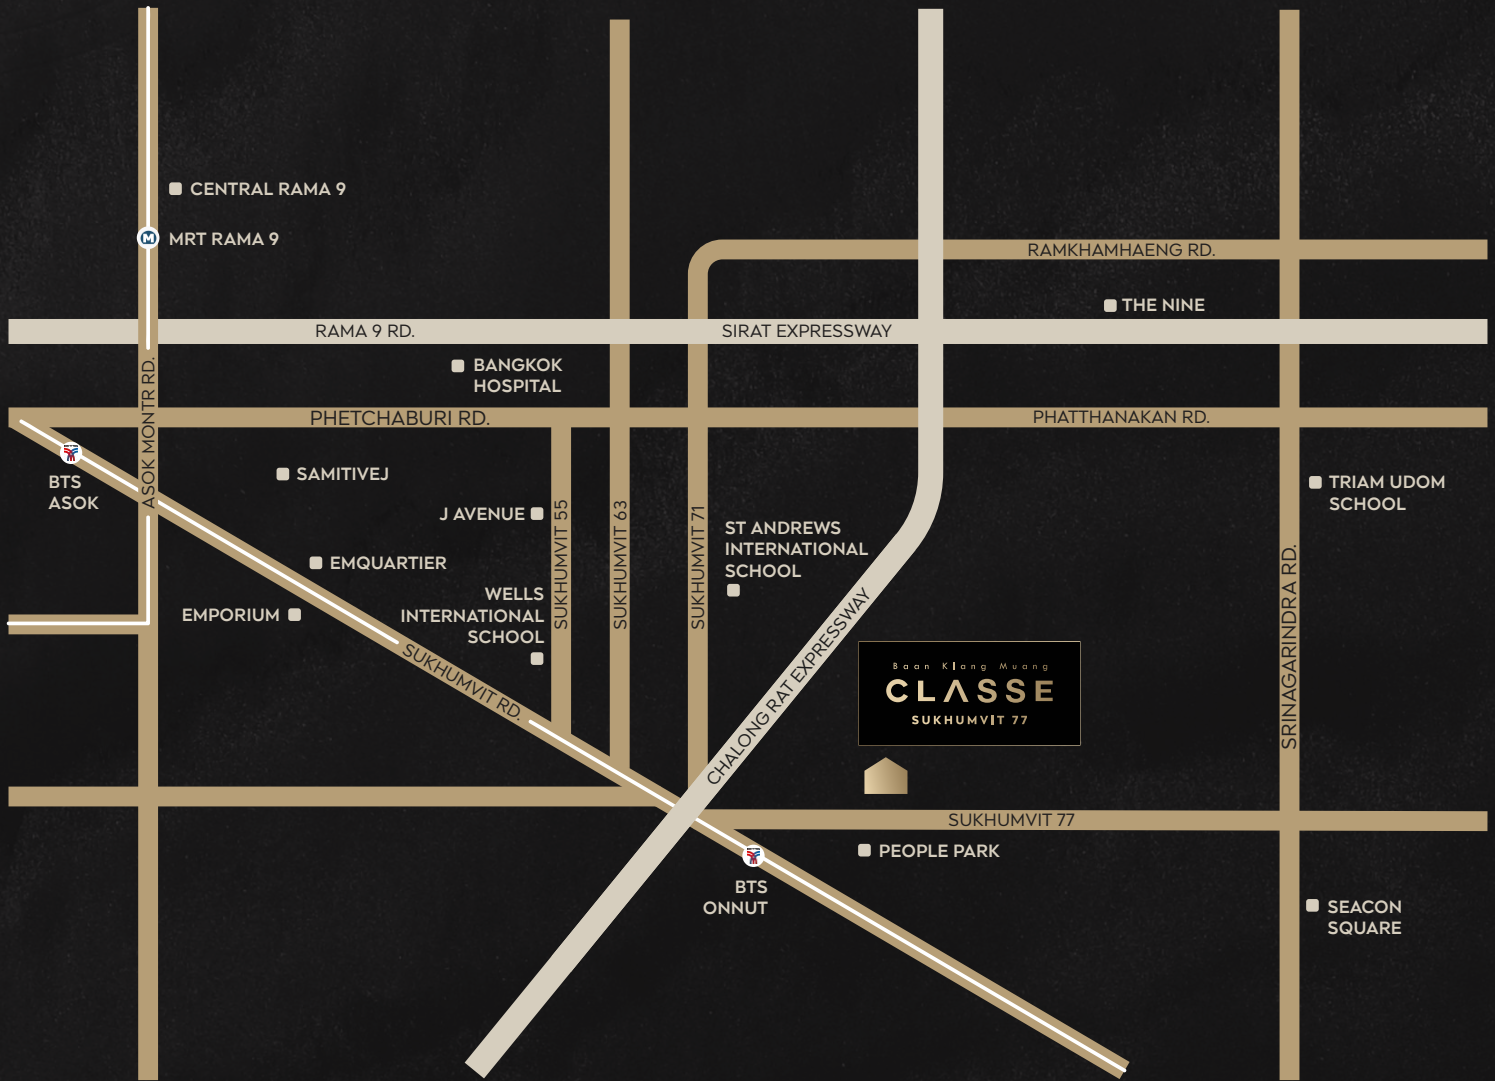 CENTRAL RAMA 9
M
MRT RAMA 9
RAMKHAMHAENG RD.
THE NINE
RAMA 9 RD.
SIRAT EXPRESSWAY
BANGKOK
HOSPITAL
ASOK MONTR RD.
PHETCHABURI RD.
PHATTHANAKAN RD.
BTS
ASOK
SAMITIVEJ
J AVENUE
SUKHUMVIT 55
SUKHUMVIT 63
SUKHUMVIT 71
ST ANDREWS
INTERNATIONAL
SCHOOL
TRIAM UDOM
SCHOOL
EMQUARTIER
EMPORIUM
WELLS
INTERNATIONAL
SCHOOL
SUKHUMVIT RD.
CHALONG RAT EXPRESSWAY
SRINAGARINDRA RD.
Baan Klang Muang
CLASSE
SUKHUMVIT 77
SUKHUMVIT 77
PEOPLE PARK
BTS
ONNUT
SEACON
SQUARE